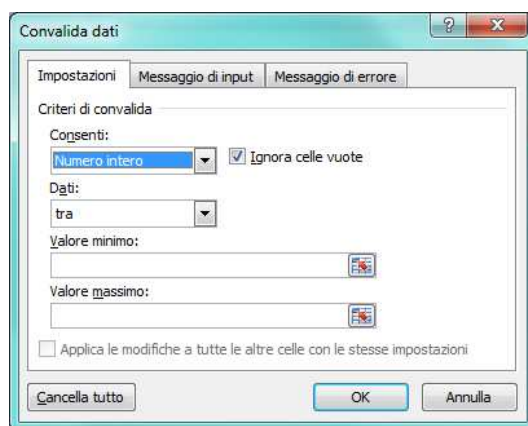 Convalida dati
Impostazioni Messaggio di input Messaggio di errore
Criteri di convalida
Consenti:
Numero intero Ignora celle vuote
Dati:
tra
Valore minimo:
Valore massimo:
Applica le modifiche a tutte le altre celle con le stesse impostazioni
Cancella tutto OK Annulla